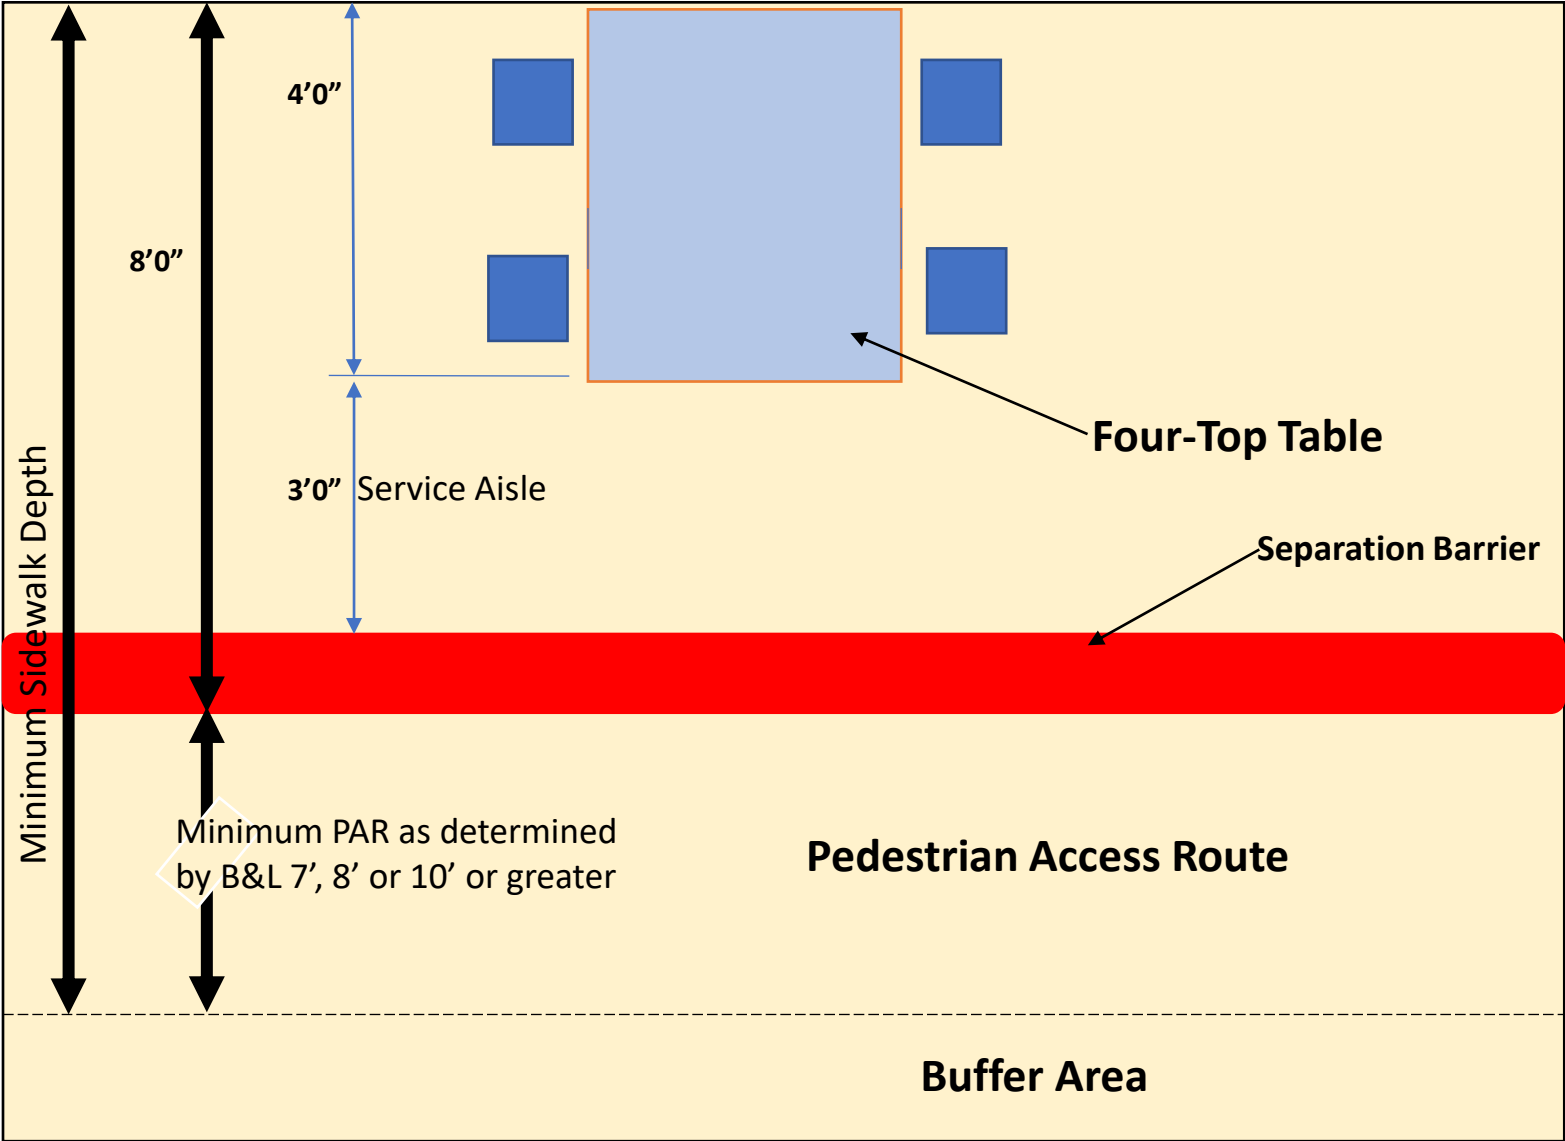 4’0”
8’0”
Four-Top Table
Minimum Sidewalk Depth
3’0” Service Aisle
Separation Barrier
Minimum PAR as determined
by B&L 7’, 8’ or 10’ or greater
Pedestrian Access Route
Buffer Area